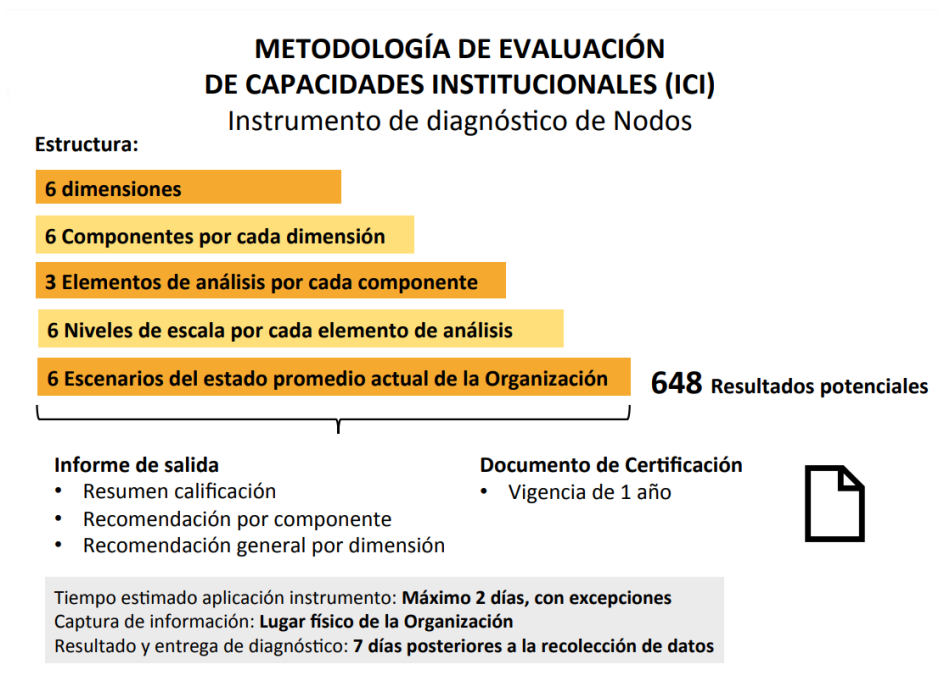 METODOLOGÍA DE EVALUACIÓN
DE CAPACIDADES INSTITUCIONALES (ICI)
Instrumento de diagnóstico de Nodos
Estructura:
6 dimensiones
6 Componentes por cada dimensión
3 Elementos de análisis por cada componente
6 Niveles de escala por cada elemento de análisis
6 Escenarios del estado promedio actual de la Organización
648 Resultados potenciales
Informe de salida
• Resumen calificación
• Recomendación por componente
• Recomendación general por dimensión
Documento de Certificación
• Vigencia de 1 año
Tiempo estimado aplicación instrumento: Máximo 2 días, con excepciones
Captura de información: Lugar físico de la Organización
Resultado y entrega de diagnóstico: 7 días posteriores a la recolección de datos